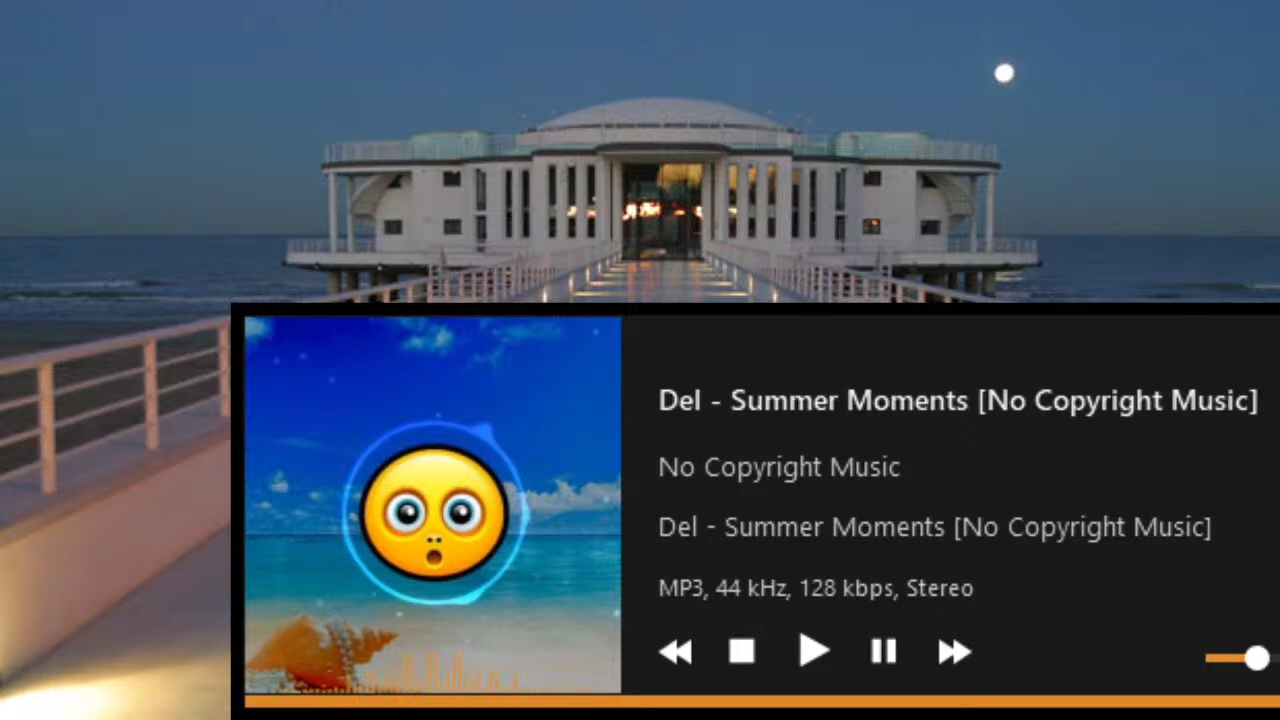 Del - Summer Moments [No Copyright Music]
No Copyright Music
Del - Summer Moments [No Copyright Music]
MP3, 44 kHz, 128 kbps, Stereo